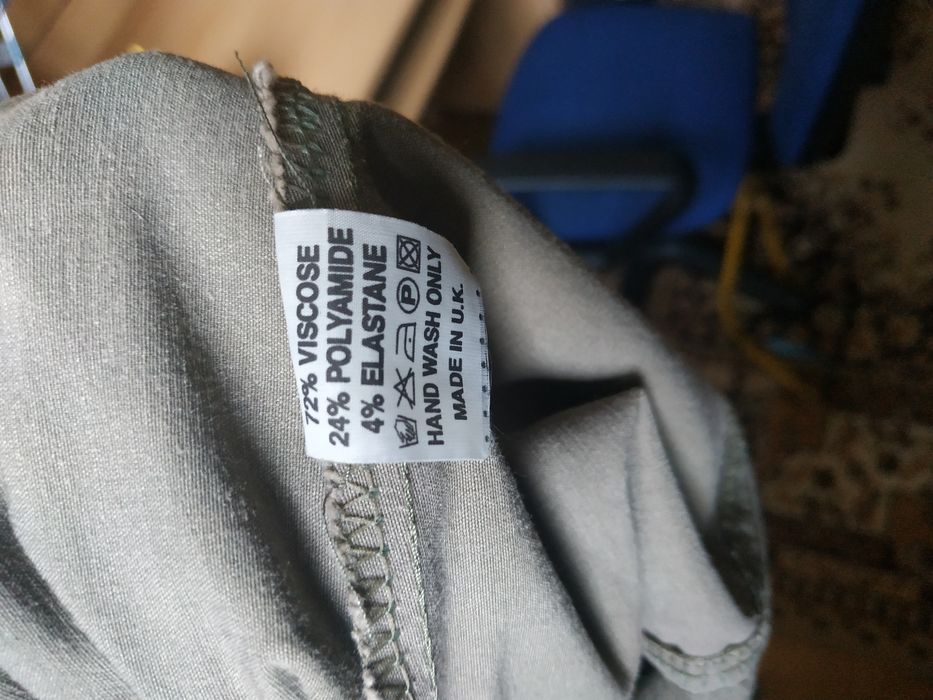 72% VISCOSE
24% POLYAMIDE
4% ELASTANE
P
HAND WASH ONLY
MADE IN U.K.